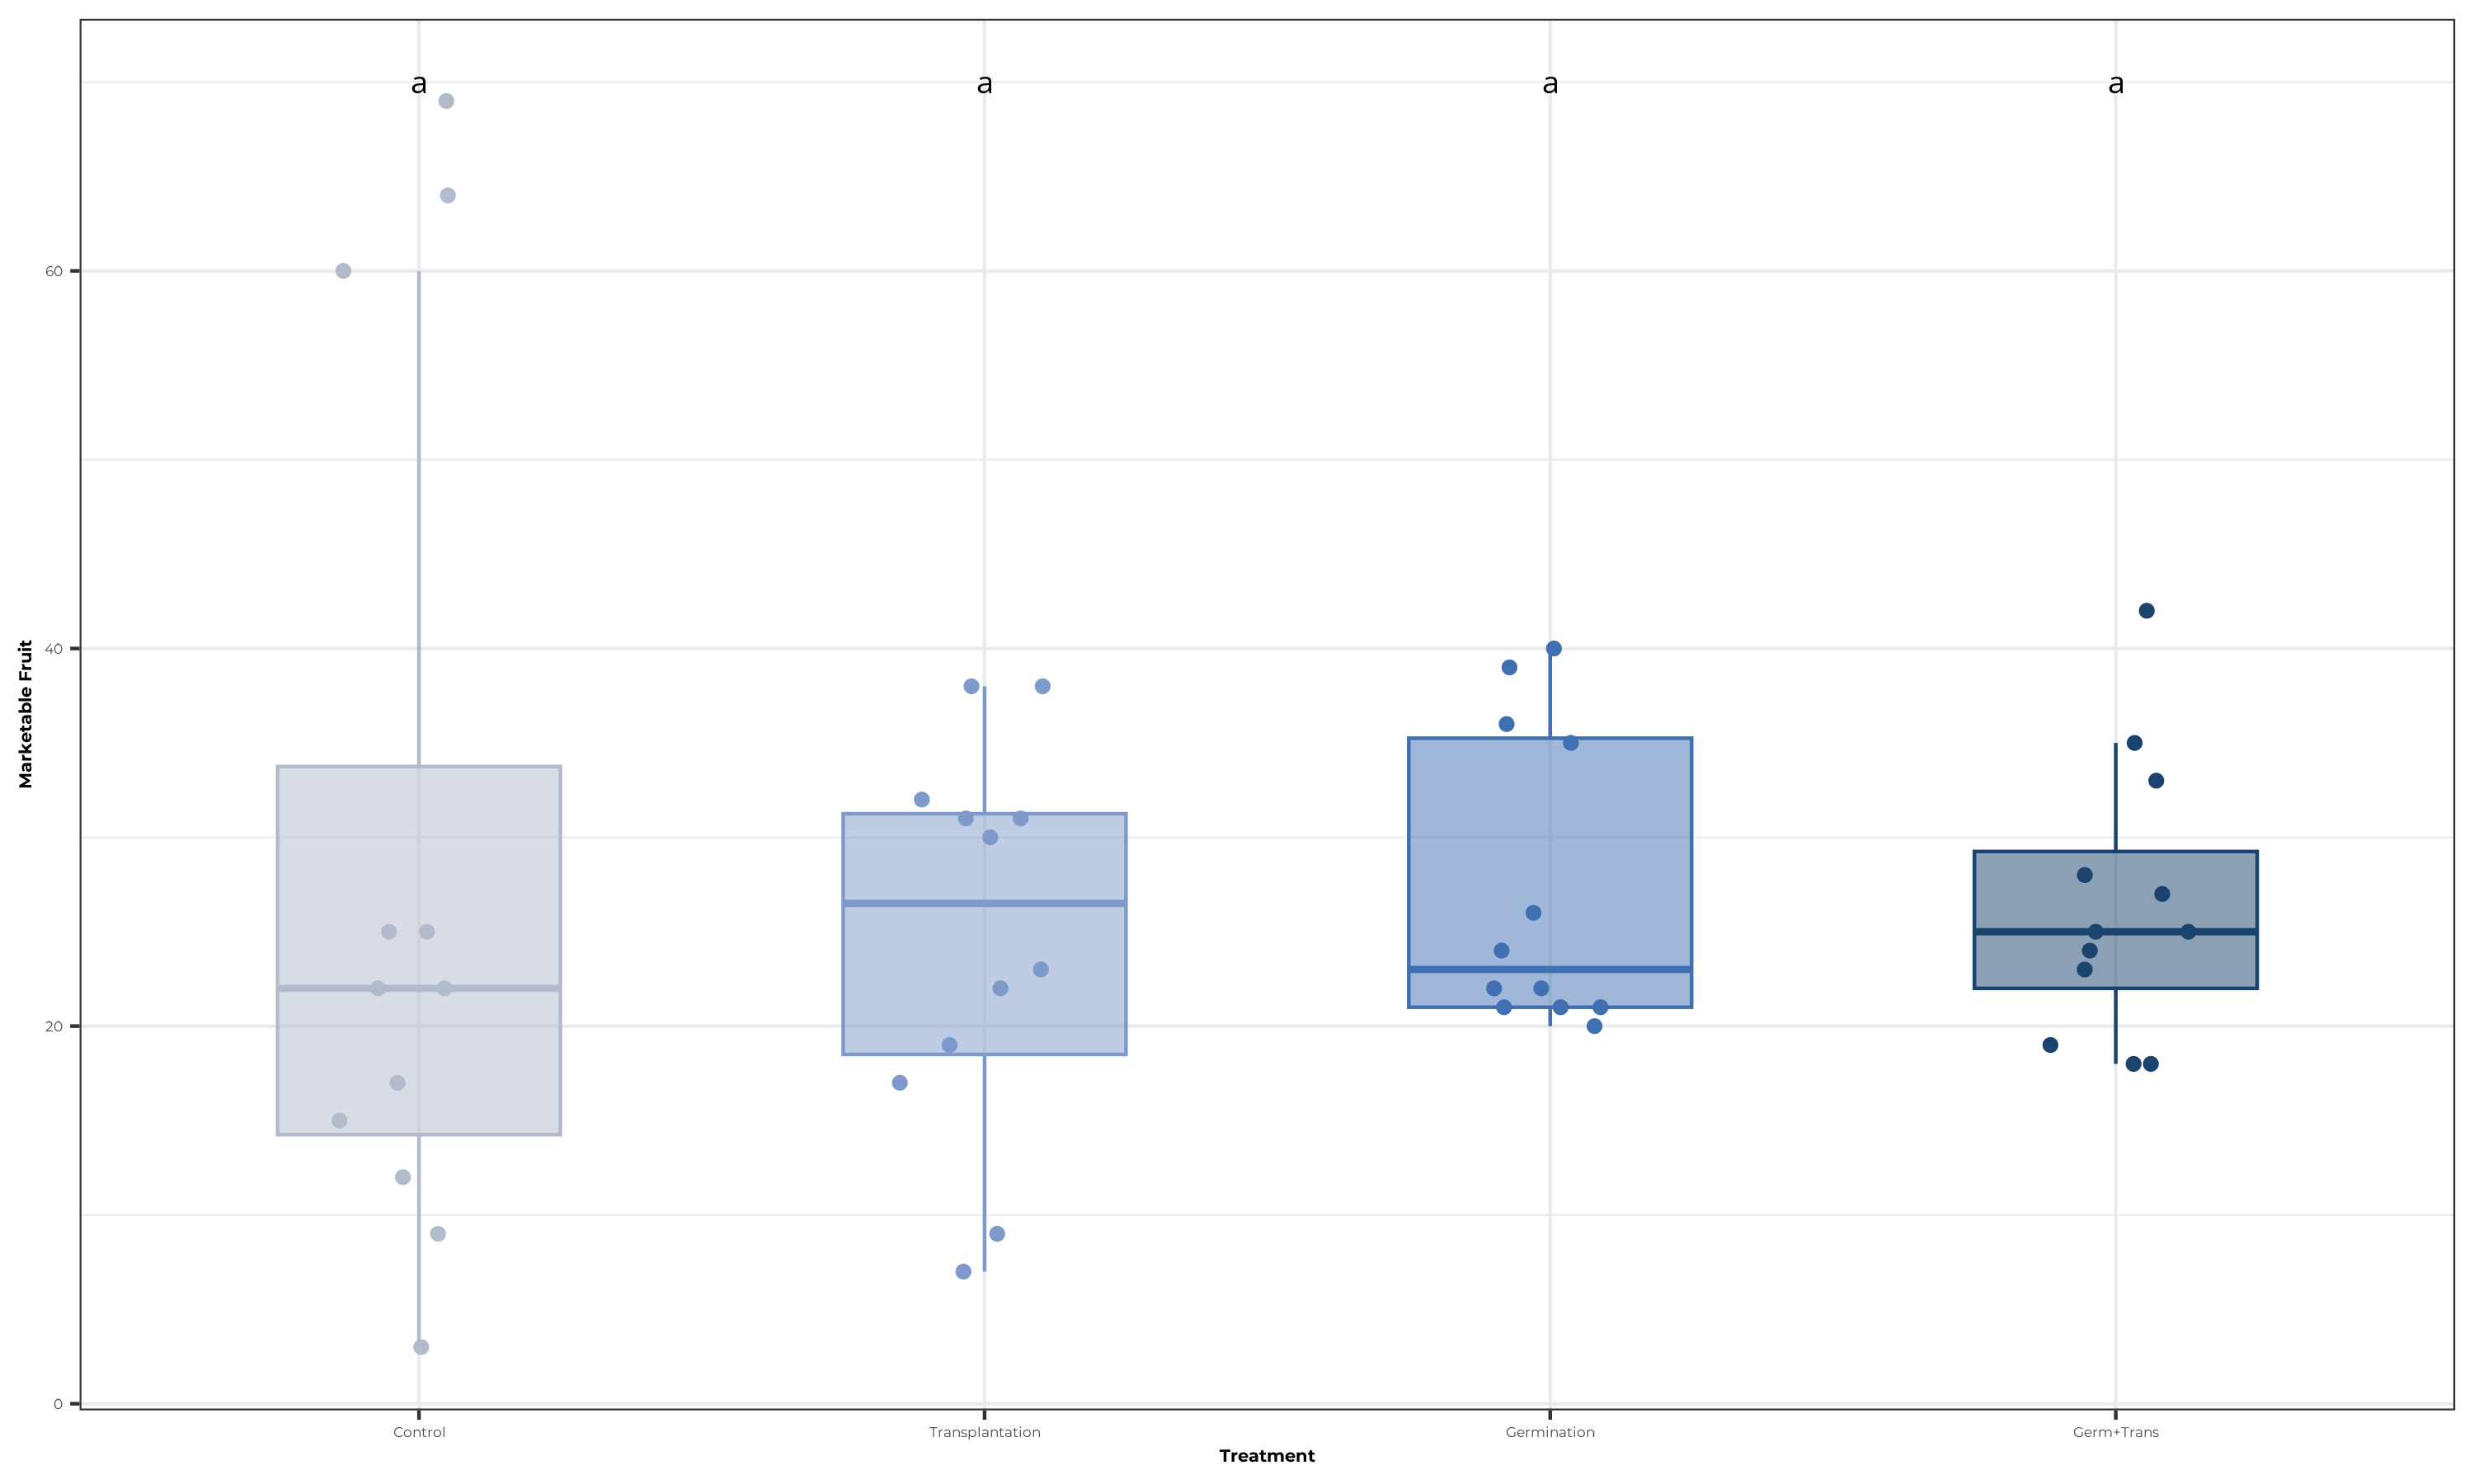 a a a a
60
40
20
0
Marketable Fruit
Control Transplantation Germination Germ+Trans
Treatment